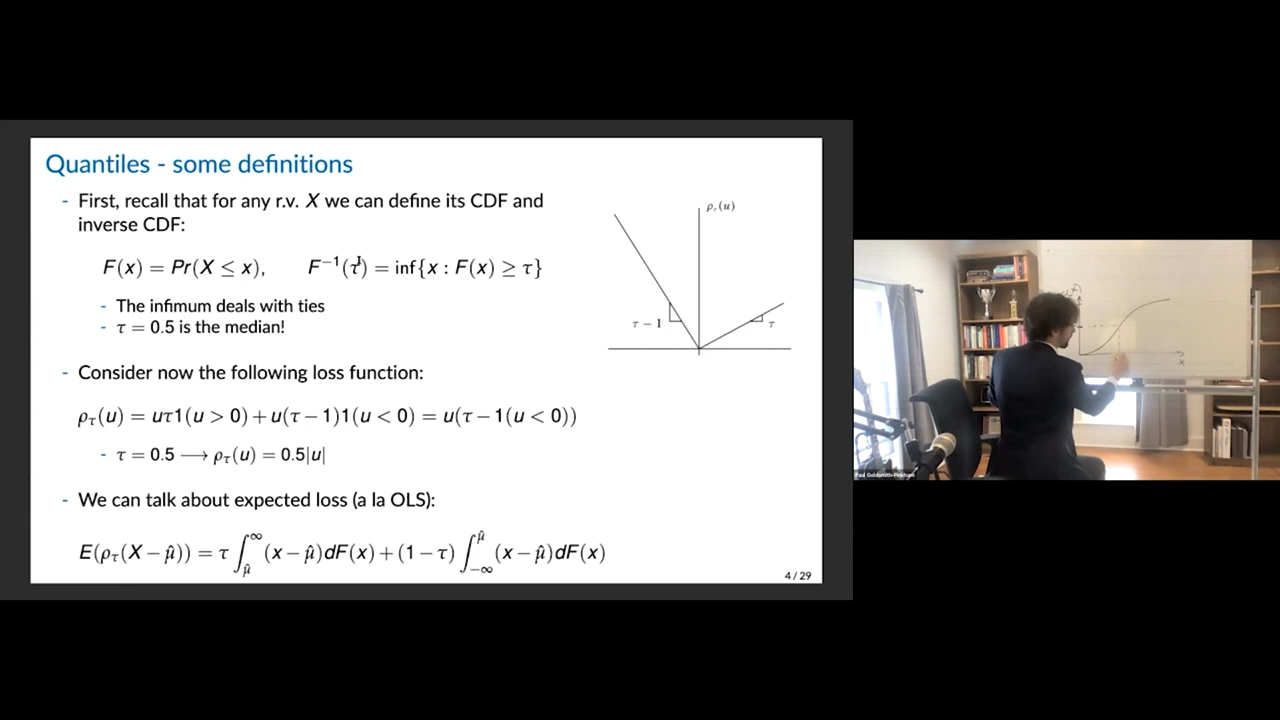 Quantiles - some definitions
- First, recall that for any r.v. X we can define its CDF and
inverse CDF:
F(x) = Pr(X ≤ x), F⁻¹(τ) = inf{x : F(x) ≥ τ}
- The infimum deals with ties
- τ = 0.5 is the median!
- Consider now the following loss function:
ρτ(u) = uτ1(u > 0) + u(τ − 1)1(u < 0) = u(τ − 1(u < 0))
- τ = 0.5 ⟶ ρτ(u) = 0.5|u|
- We can talk about expected loss (a la OLS):
E(ρτ(X − μ̂)) = τ ∫_μ̂^∞ (x − μ̂)dF(x) + (1 − τ) ∫_−∞^μ̂ (x − μ̂)dF(x)
ρτ(u)
τ − 1
τ
4 / 29
X
Paul Goldsmith-Pinkham